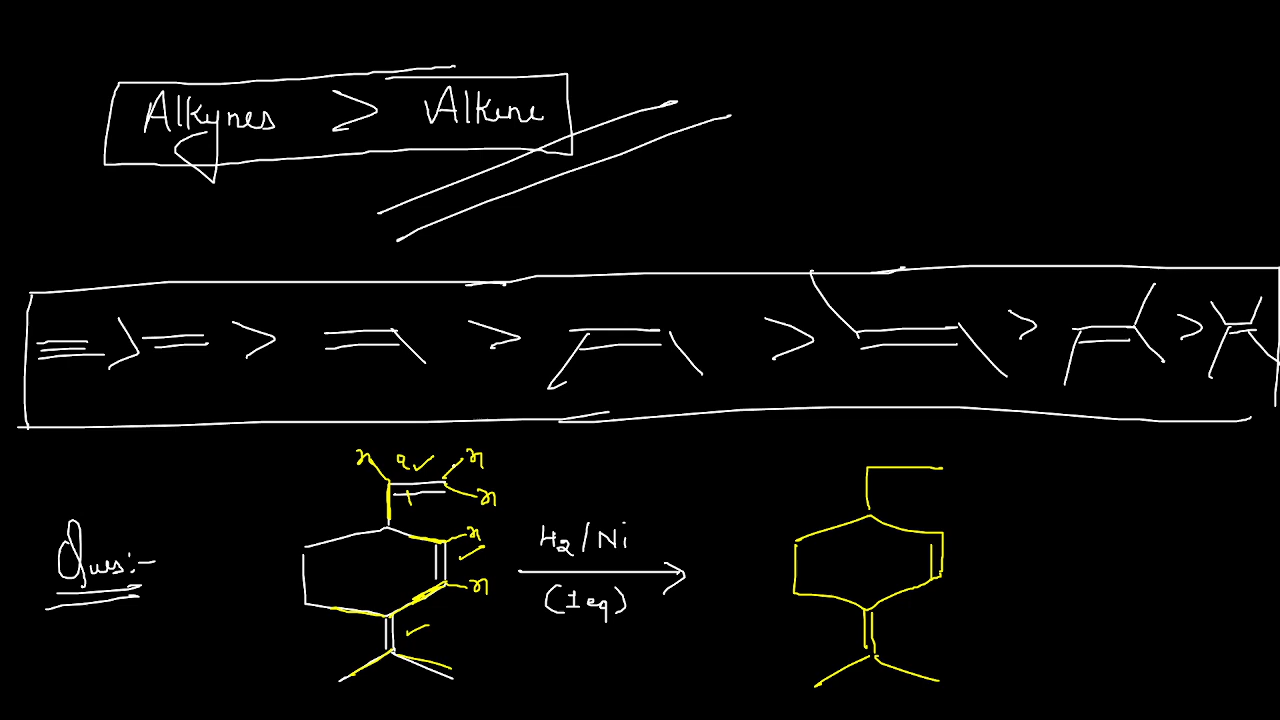 Alkynes > Alkene
> > > > > >
H H
H
H
H
Ques:-
H2/Ni
(1eq)